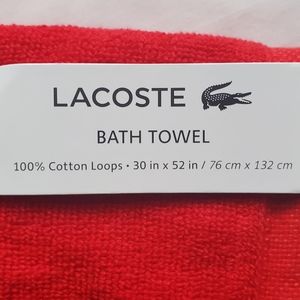 LACOSTE
BATH TOWEL
100% Cotton Loops • 30 in x 52 in / 76 cm x 132 cm